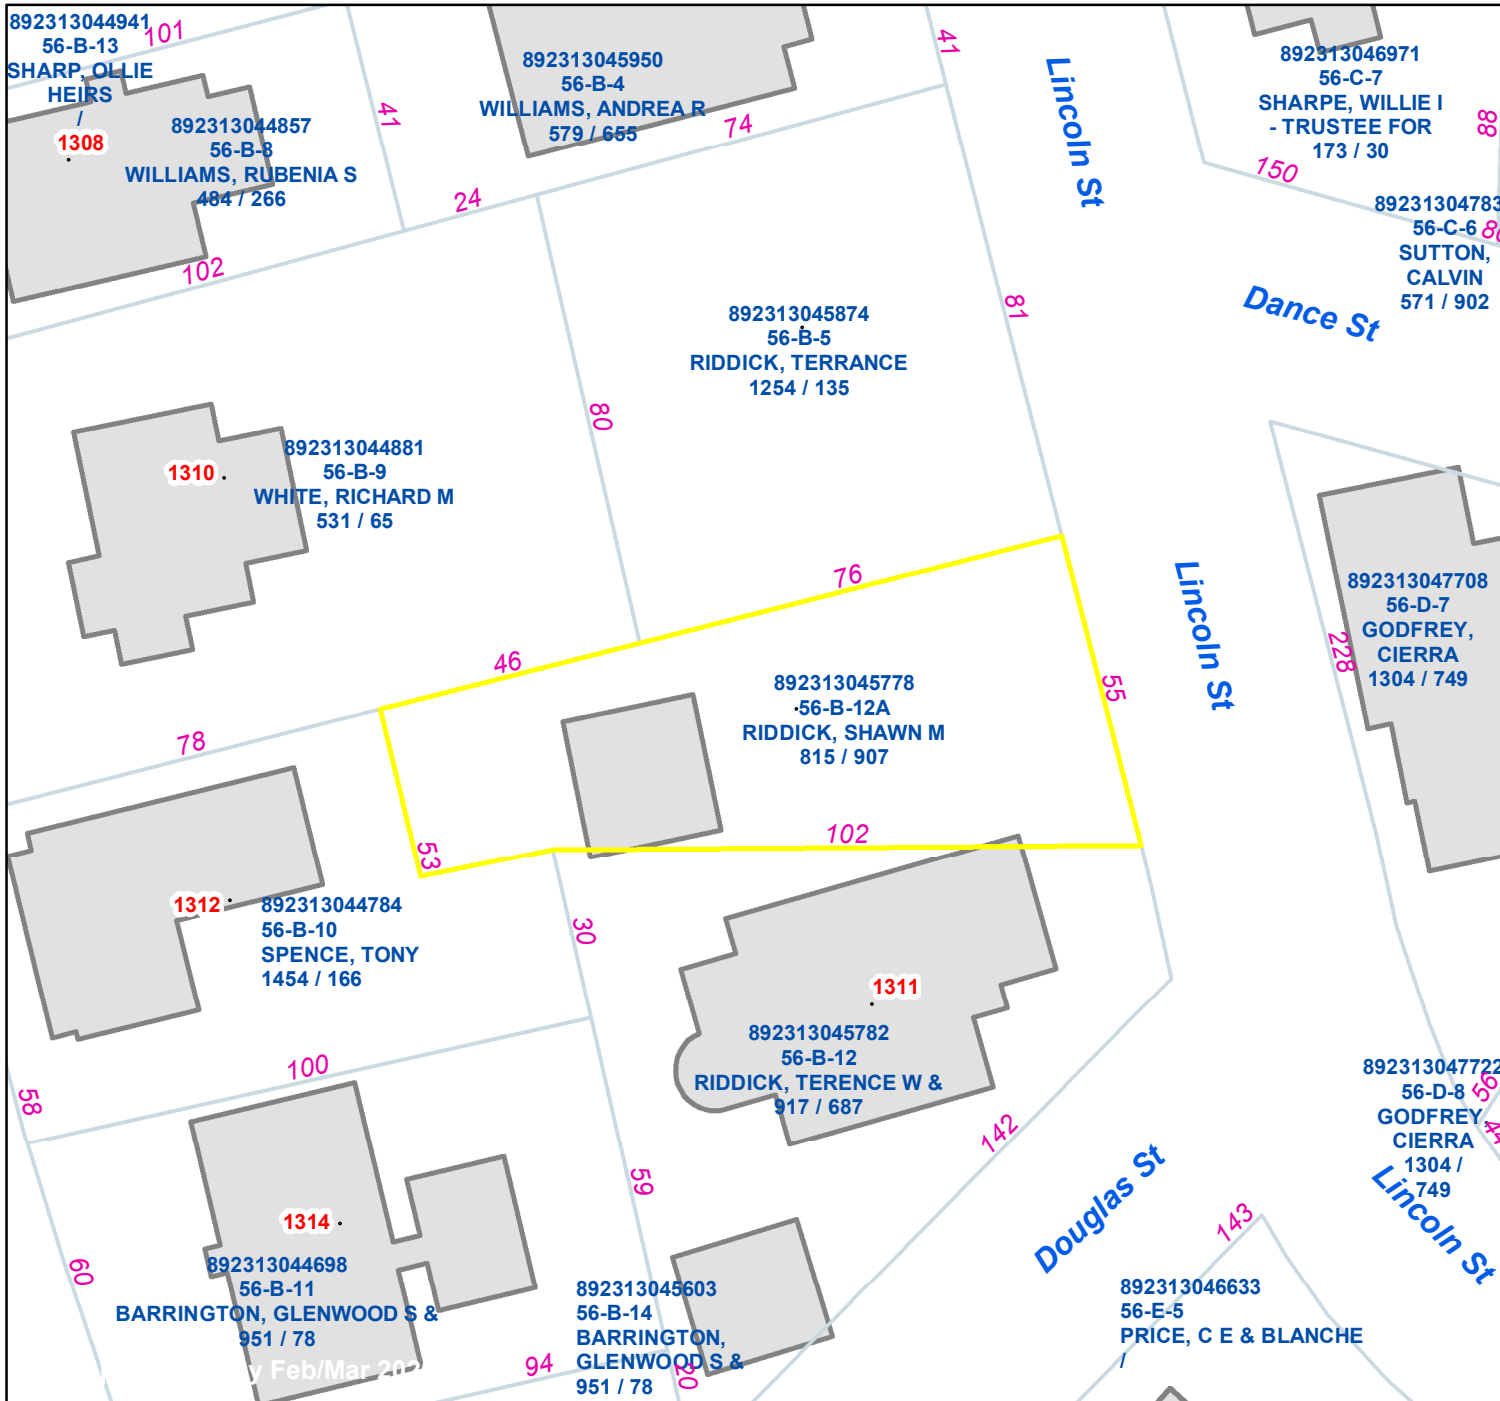 892313044941
56-B-13
SHARP, OLLIE
HEIRS
/
1308
101
41
892313044857
56-B-8
WILLIAMS, RUBENIA S
484 / 266
892313045950
56-B-4
WILLIAMS, ANDREA R
579 / 655
74
24
102
41
Lincoln St
892313046971
56-C-7
SHARPE, WILLIE I
- TRUSTEE FOR
173 / 30
88
150
89231304783
56-C-6
SUTTON,
CALVIN
571 / 902
Dance St
81
892313045874
56-B-5
RIDDICK, TERRANCE
1254 / 135
80
1310
892313044881
56-B-9
WHITE, RICHARD M
531 / 65
76
46
78
892313045778
56-B-12A
RIDDICK, SHAWN M
815 / 907
55
Lincoln St
228
892313047708
56-D-7
GODFREY,
CIERRA
1304 / 749
102
53
1312
892313044784
56-B-10
SPENCE, TONY
1454 / 166
30
1311
892313045782
56-B-12
RIDDICK, TERENCE W &
917 / 687
100
58
142
59
892313047722
56-D-8
GODFREY,
CIERRA
1304 /
749
56
44
Douglas St
Lincoln St
143
1314
892313044698
56-B-11
BARRINGTON, GLENWOOD S &
951 / 78
60
892313045603
56-B-14
BARRINGTON,
GLENWOOD S &
951 / 78
94
20
892313046633
56-E-5
PRICE, C E & BLANCHE
/
Feb/Mar